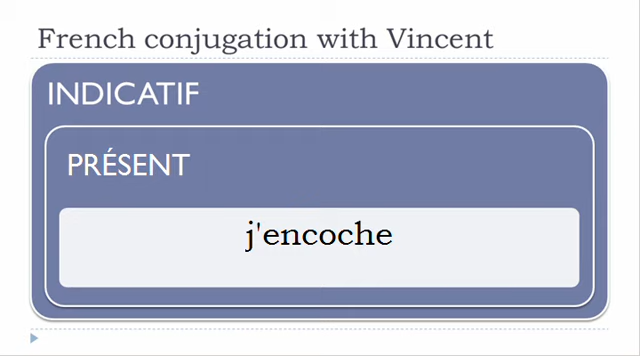 French conjugation with Vincent
INDICATIF
PRÉSENT
j'encoche